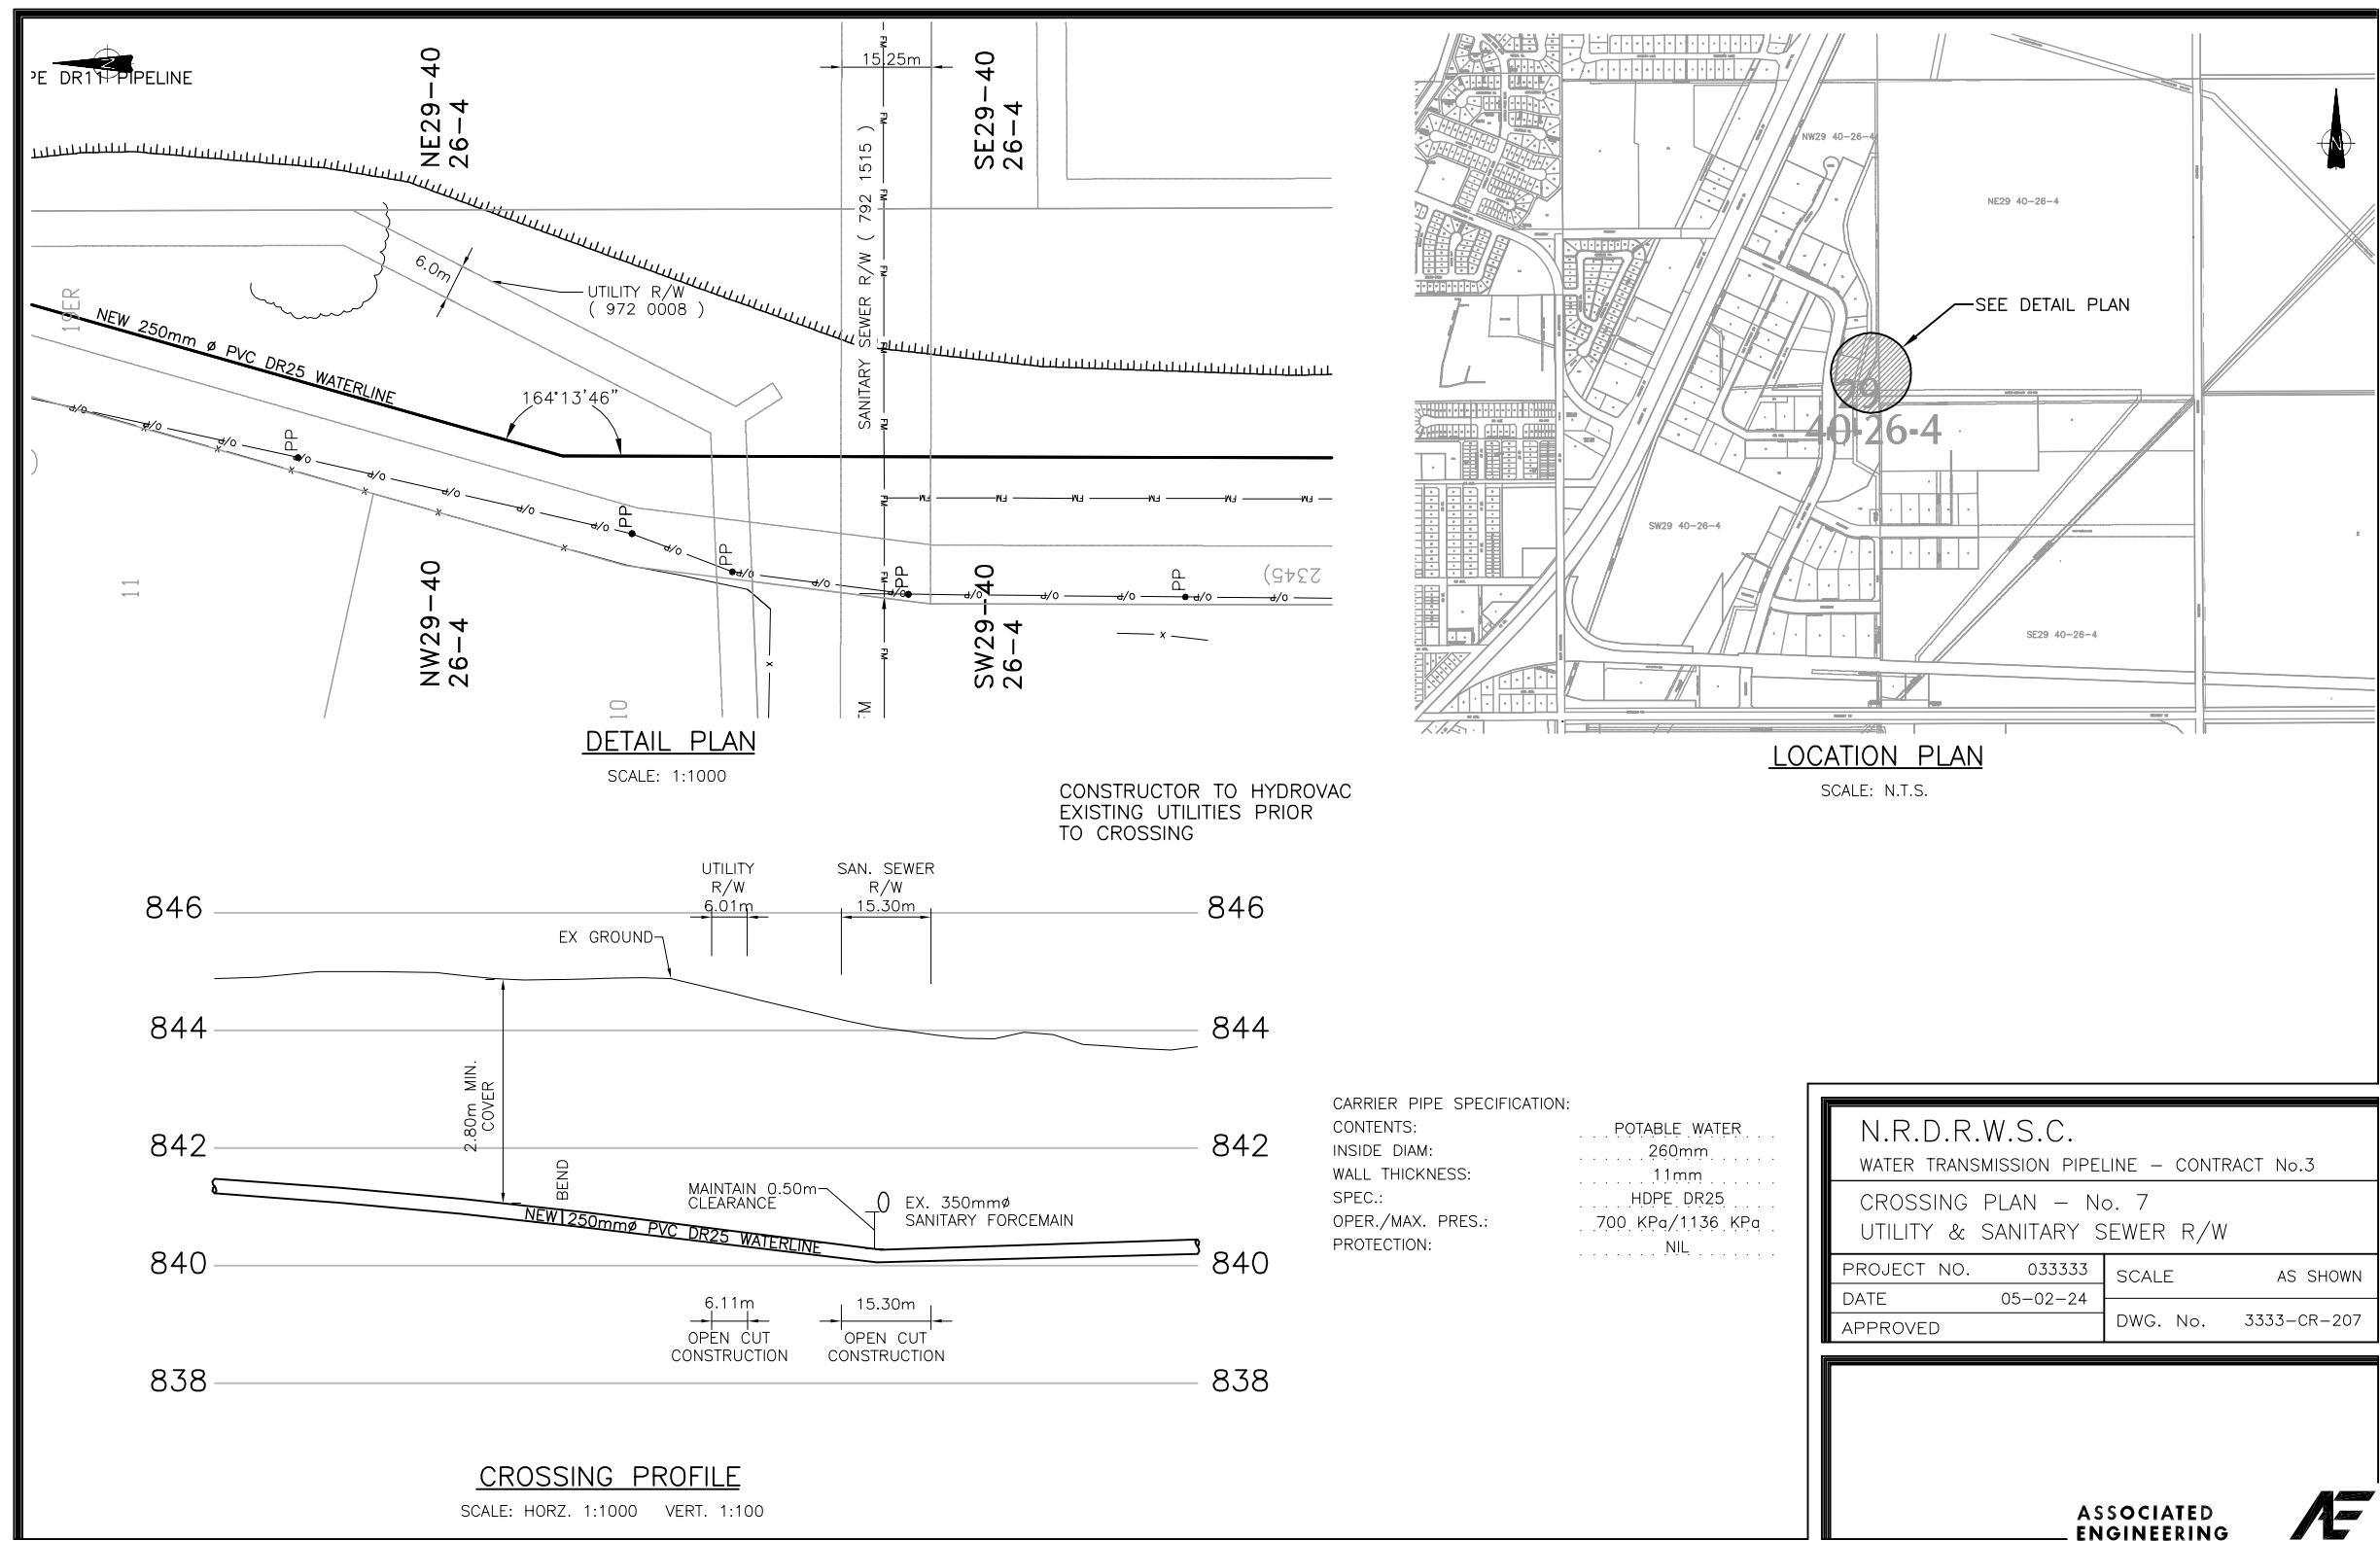 PE DR11 PIPELINE
N
NE29-40
26-4
15.25m
SE29-40
26-4
SANITARY SEWER R/W ( 792 1515 )
6.0m
UTILITY R/W
( 972 0008 )
19ER
NEW 250mm ø PVC DR25 WATERLINE
164°13'46"
PP
PP
PP
PP
PP
11
10
NW29-40
26-4
SW29-40
26-4
2345)
FM
DETAIL PLAN
SCALE: 1:1000
NW29 40-26-4
NE29 40-26-4
N
SEE DETAIL PLAN
29
40-26-4
SW29 40-26-4
SE29 40-26-4
LOCATION PLAN
SCALE: N.T.S.
CONSTRUCTOR TO HYDROVAC
EXISTING UTILITIES PRIOR
TO CROSSING
UTILITY
R/W
6.01m
SAN. SEWER
R/W
15.30m
846
846
EX GROUND
844
844
2.80m MIN.
COVER
842
842
BEND
MAINTAIN 0.50m
CLEARANCE
EX. 350mmø
SANITARY FORCEMAIN
NEW 250mmø PVC DR25 WATERLINE
840
840
6.11m
OPEN CUT
CONSTRUCTION
15.30m
OPEN CUT
CONSTRUCTION
838
838
CROSSING PROFILE
SCALE: HORZ. 1:1000 VERT. 1:100
CARRIER PIPE SPECIFICATION:
CONTENTS: POTABLE WATER
INSIDE DIAM: 260mm
WALL THICKNESS: 11mm
SPEC.: HDPE DR25
OPER./MAX. PRES.: 700 KPa/1136 KPa
PROTECTION: NIL
N.R.D.R.W.S.C.
WATER TRANSMISSION PIPELINE - CONTRACT No.3
CROSSING PLAN - No. 7
UTILITY & SANITARY SEWER R/W
PROJECT NO. 033333
SCALE AS SHOWN
DATE 05-02-24
DWG. No. 3333-CR-207
APPROVED
ASSOCIATED
ENGINEERING
AE